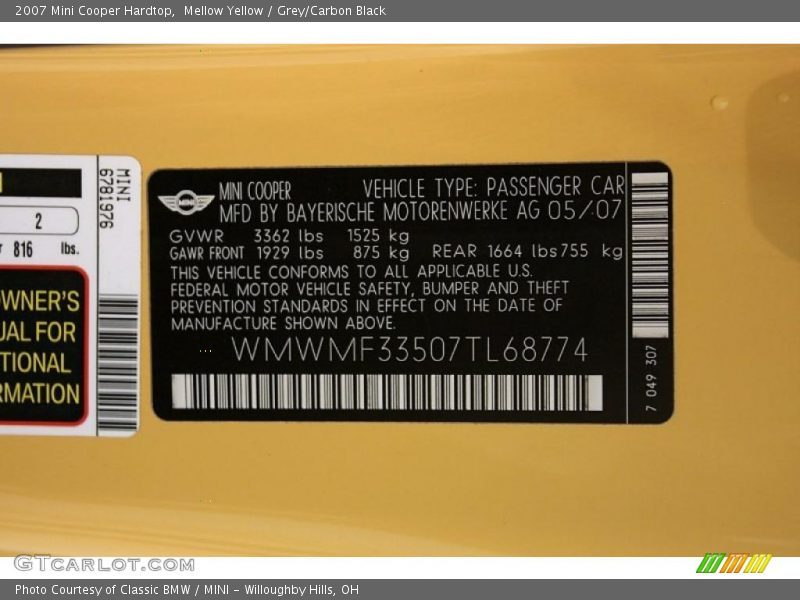 2007 Mini Cooper Hardtop,  Mellow Yellow / Grey/Carbon Black
2
816 lbs.
OWNER'S
FOR
MINI
6781976
MINI
MINI COOPER VEHICLE TYPE: PASSENGER CAR
MFD BY BAYERISCHE MOTORENWERKE AG 05/07
GVWR 3362 lbs 1525 kg
GAWR FRONT 1929 lbs 875 kg REAR 1664 lbs755 kg
THIS VEHICLE CONFORMS TO ALL APPLICABLE U.S.
FEDERAL MOTOR VEHICLE SAFETY, BUMPER AND THEFT
PREVENTION STANDARDS IN EFFECT ON THE DATE OF
MANUFACTURE SHOWN ABOVE.
WMWMF33507TL68774
7 049 307
GTCARLOT.COM
Photo Courtesy of Classic BMW / MINI - Willoughby Hills, OH